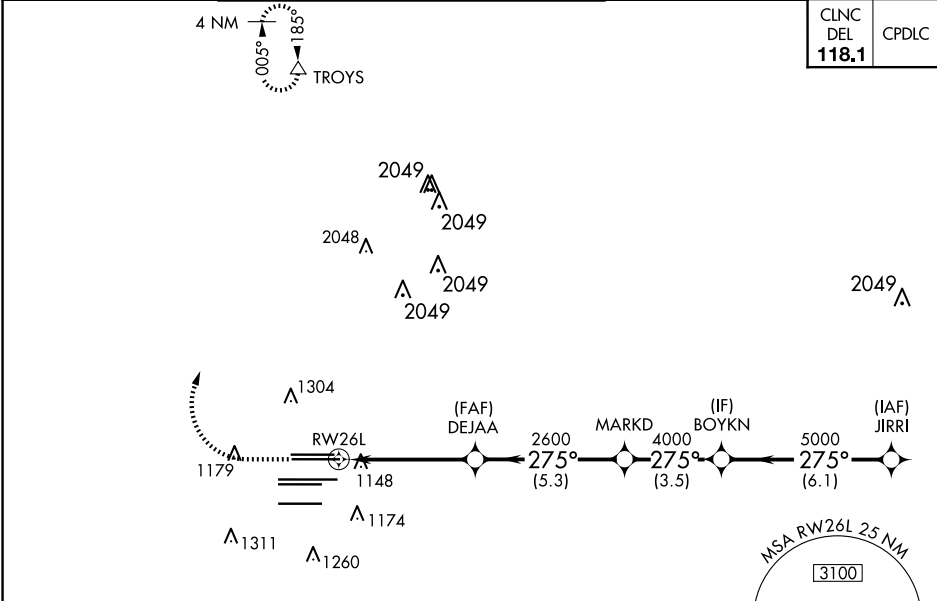 4 NM
005°
185°
TROYS
CLNC
DEL
118.1
CPDLC
2049
2049
2048
2049
2049
2049
1304
(FAF)
DEJAA
MARKD
(IF)
BOYKN
(IAF)
JIRRI
RW26L
2600
275°
(5.3)
4000
275°
(3.5)
5000
275°
(6.1)
1179
1148
1174
1311
1260
MSA RW26L 25 NM
3100